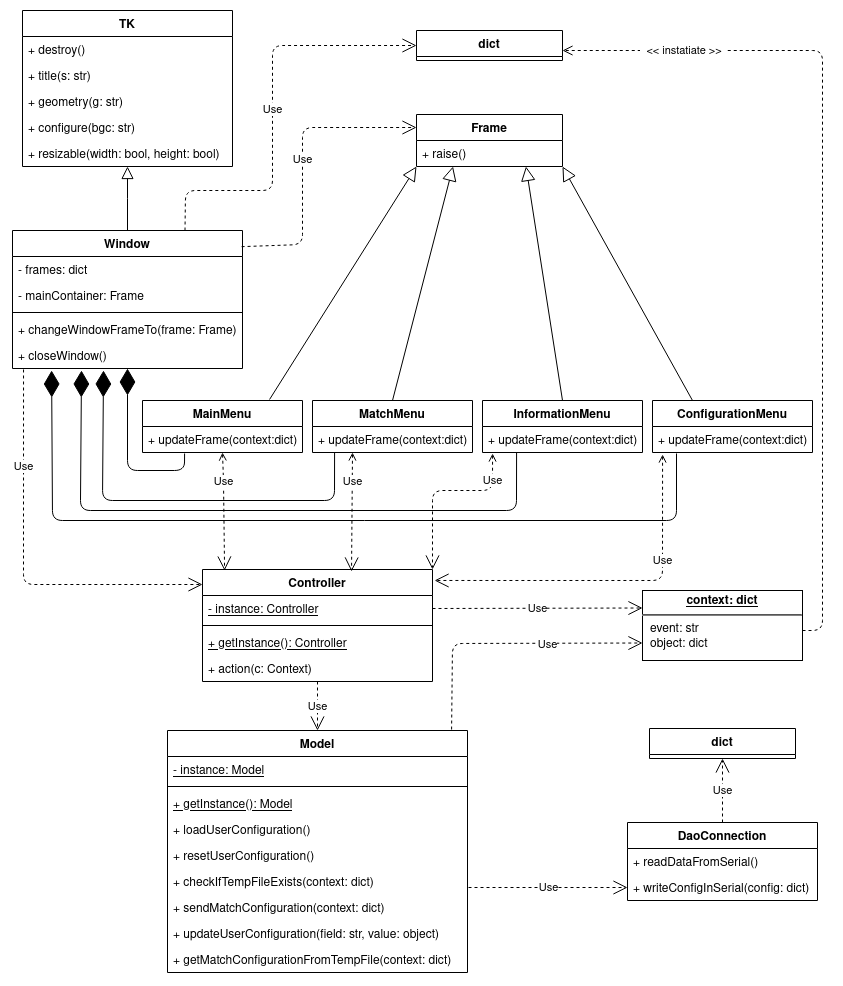 TK
+ destroy()
+ title(s: str)
+ geometry(g: str)
+ configure(bgc: str)
+ resizable(width: bool, height: bool)
dict
<< instatiate >>
Use
Frame
+ raise()
Use
Window
- frames: dict
- mainContainer: Frame
+ changeWindowFrameTo(frame: Frame)
+ closeWindow()
MainMenu
+ updateFrame(context:dict)
MatchMenu
+ updateFrame(context:dict)
InformationMenu
+ updateFrame(context:dict)
ConfigurationMenu
+ updateFrame(context:dict)
Use
Use
Use
Use
Use
Controller
- instance: Controller
+ getInstance(): Controller
+ action(c: Context)
Use
context: dict
event: str
object: dict
Use
Use
Model
- instance: Model
+ getInstance(): Model
+ loadUserConfiguration()
+ resetUserConfiguration()
+ checkIfTempFileExists(context: dict)
+ sendMatchConfiguration(context: dict)
+ updateUserConfiguration(field: str, value: object)
+ getMatchConfigurationFromTempFile(context: dict)
dict
Use
DaoConnection
+ readDataFromSerial()
+ writeConfigInSerial(config: dict)
Use